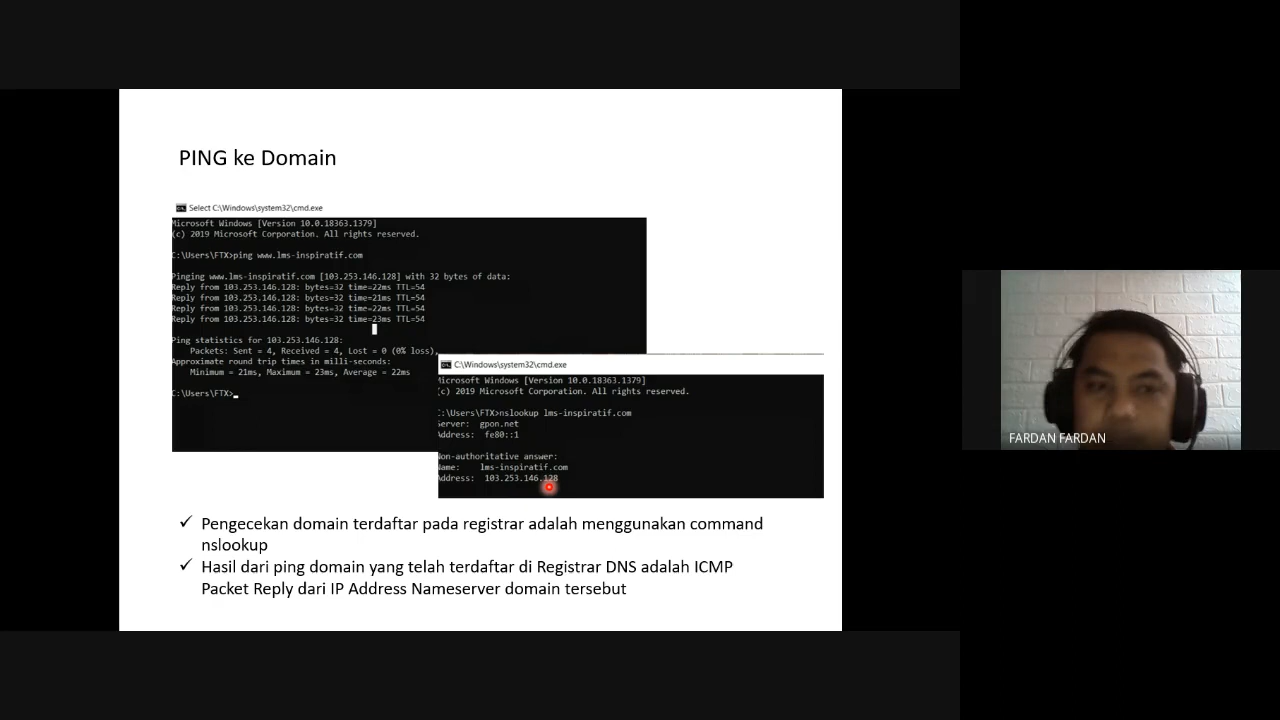 PING ke Domain
Select C:\Windows\system32\cmd.exe
Microsoft Windows [Version 10.0.18363.1379]
(c) 2019 Microsoft Corporation. All rights reserved.
C:\Users\FTX>ping www.lms-inspiratif.com
Pinging www.lms-inspiratif.com [103.253.146.128] with 32 bytes of data:
Reply from 103.253.146.128: bytes=32 time=22ms TTL=54
Reply from 103.253.146.128: bytes=32 time=21ms TTL=54
Reply from 103.253.146.128: bytes=32 time=22ms TTL=54
Reply from 103.253.146.128: bytes=32 time=23ms TTL=54
Ping statistics for 103.253.146.128:
Packets: Sent = 4, Received = 4, Lost = 0 (0% loss),
Approximate round trip times in milli-seconds:
Minimum = 21ms, Maximum = 23ms, Average = 22ms
C:\Users\FTX>
C:\Windows\system32\cmd.exe
Microsoft Windows [Version 10.0.18363.1379]
(c) 2019 Microsoft Corporation. All rights reserved.
C:\Users\FTX>nslookup lms-inspiratif.com
Server: gpon.net
Address: fe80::1
Non-authoritative answer:
Name: lms-inspiratif.com
Address: 103.253.146.128
✓ Pengecekan domain terdaftar pada registrar adalah menggunakan command
nslookup
✓ Hasil dari ping domain yang telah terdaftar di Registrar DNS adalah ICMP
Packet Reply dari IP Address Nameserver domain tersebut
FARDAN FARDAN